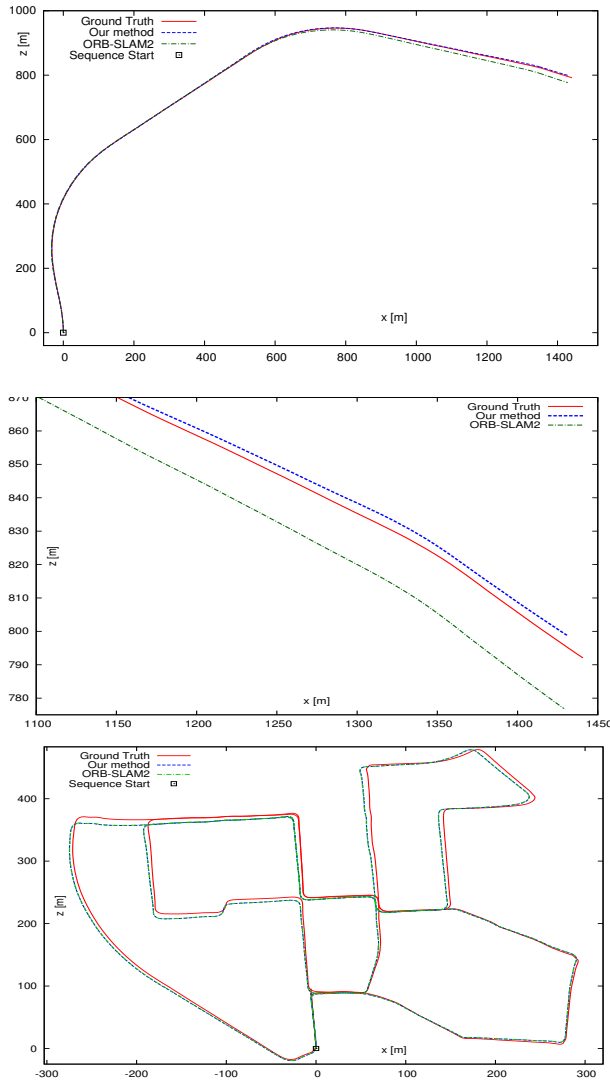 1000
800
600
400
200
0
z [m]
Ground Truth
Our method
ORB-SLAM2
Sequence Start
x [m]
0 200 400 600 800 1000 1200 1400
870
860
850
840
830
820
810
800
790
780
z [m]
Ground Truth
Our method
ORB-SLAM2
x [m]
1100 1150 1200 1250 1300 1350 1400 1450
Ground Truth
Our method
ORB-SLAM2
Sequence Start
400
300
200
100
0
z [m]
x [m]
-300 -200 -100 0 100 200 300